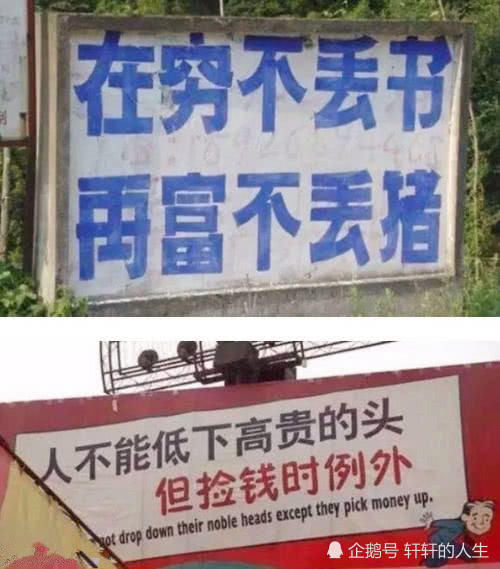 在穷不丢书
再富不丢猪
人不能低下高贵的头
但捡钱时例外
not drop down their noble heads except they pick money up.
企鹅号 轩轩的人生